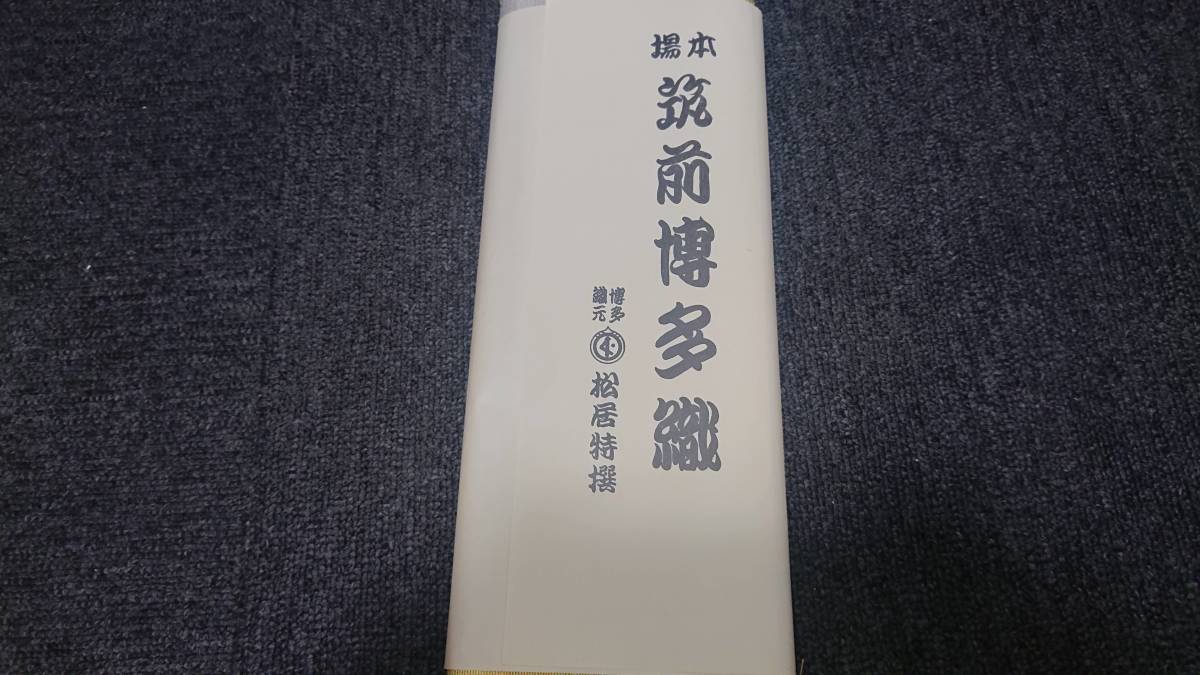 本場
筑前博多織
博多
織元
松居特撰